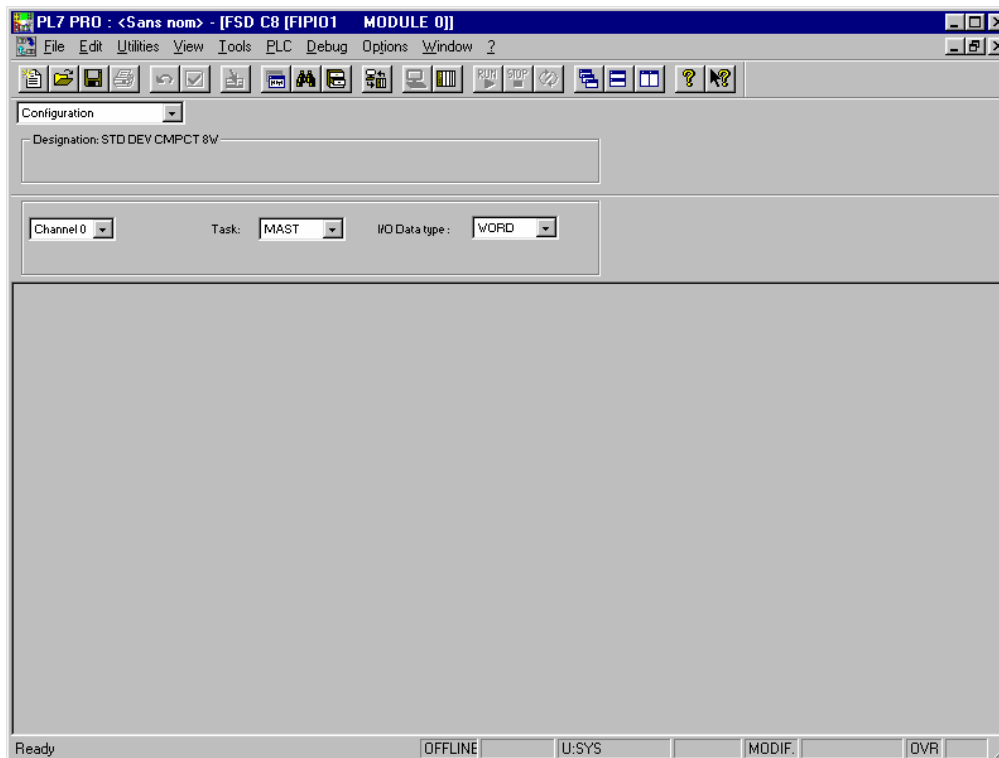 PL7 PRO : <Sans nom> - [FSD C8 [FIPIO1 MODULE 0]]
File Edit Utilities View Tools PLC Debug Options Window ?
RUN STOP
Configuration
Designation: STD DEV CMPCT 8W
Channel 0 Task: MAST I/O Data type : WORD
Ready OFFLINE U:SYS MODIF. OVR